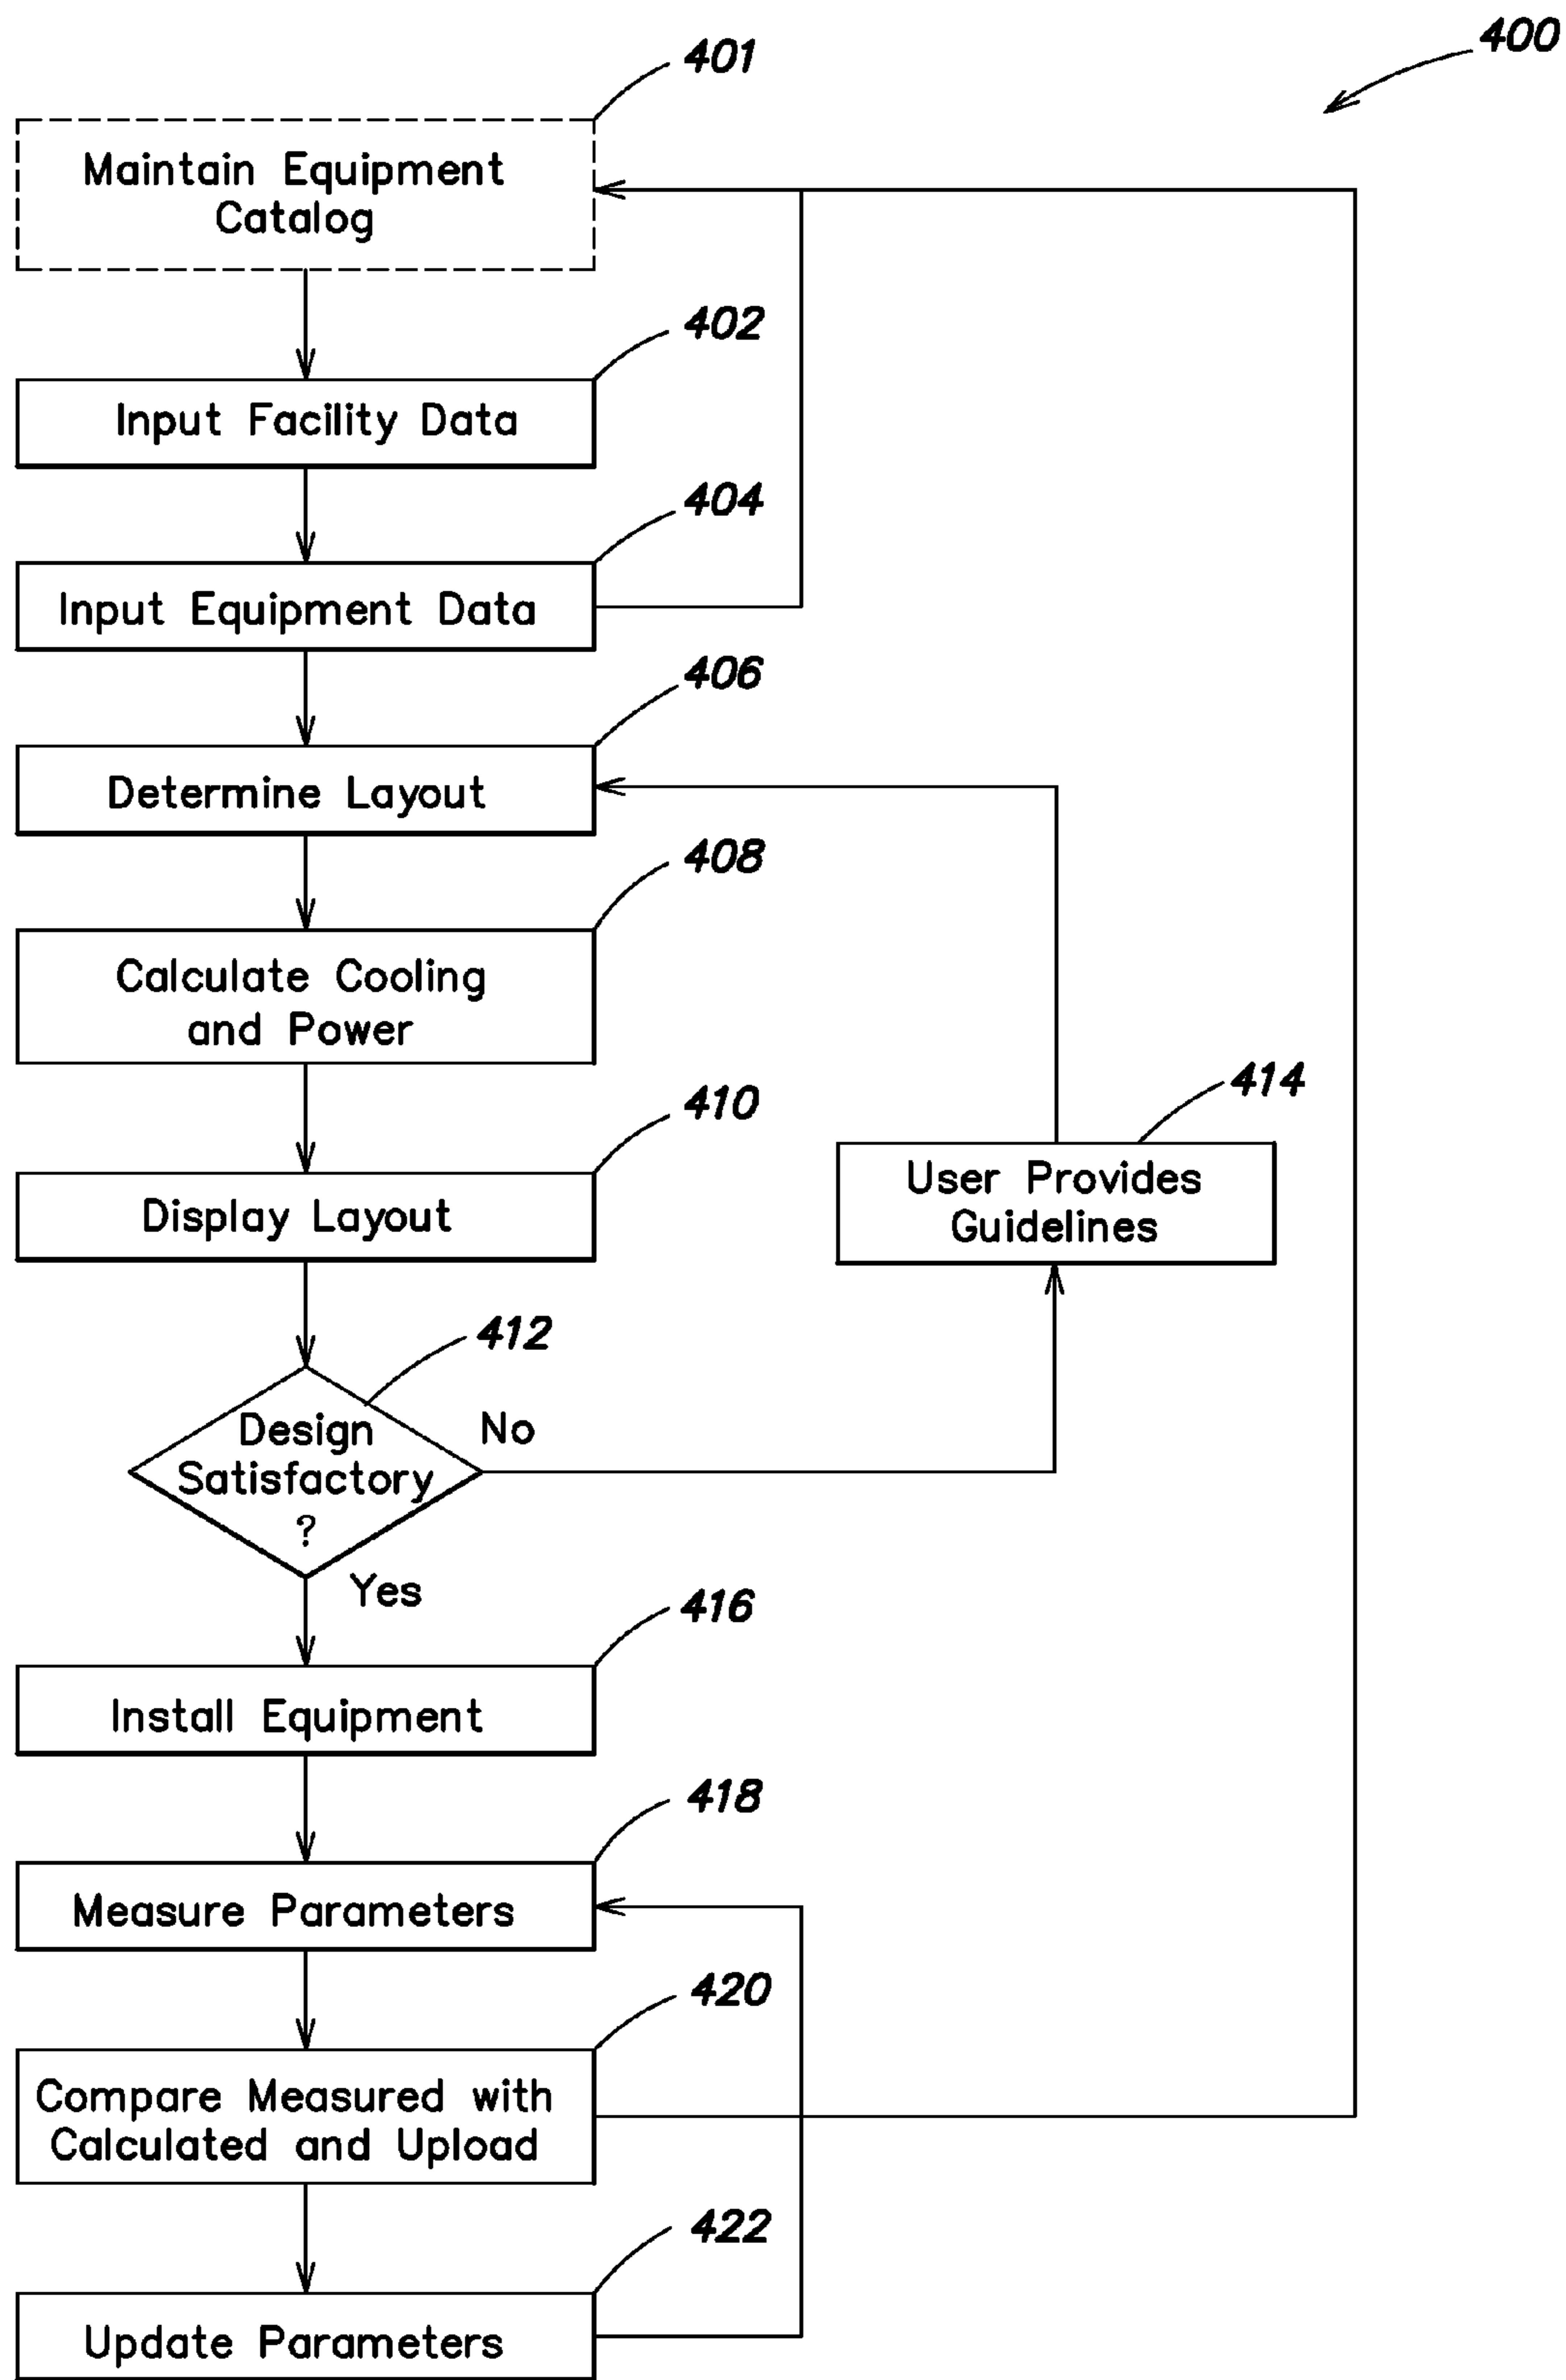 400
401
Maintain Equipment
Catalog
402
Input Facility Data
404
Input Equipment Data
406
Determine Layout
408
Calculate Cooling
and Power
410
Display Layout
414
User Provides
Guidelines
412
Design
Satisfactory
?
No
Yes
416
Install Equipment
418
Measure Parameters
420
Compare Measured with
Calculated and Upload
422
Update Parameters